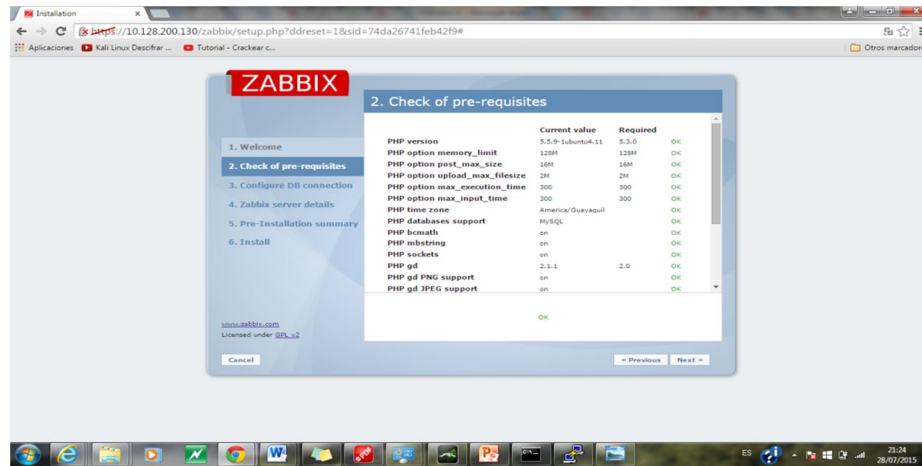 Installation
https://10.128.200.130/zabbix/setup.php?ddreset=1&sid=74da26741feb42f9#
Aplicaciones Kali Linux Descifrar ... Tutorial - Crackear c... Otros marcadore
ZABBIX
2. Check of pre-requisites
1. Welcome
2. Check of pre-requisites
3. Configure DB connection
4. Zabbix server details
5. Pre-Installation summary
6. Install
Current value Required
PHP version 5.5.9-1ubuntu4.11 5.3.0 OK
PHP option memory_limit 128M 128M OK
PHP option post_max_size 16M 16M OK
PHP option upload_max_filesize 2M 2M OK
PHP option max_execution_time 300 300 OK
PHP option max_input_time 300 300 OK
PHP time zone America/Guayaquil OK
PHP databases support MySQL OK
PHP bcmath on OK
PHP mbstring on OK
PHP sockets on OK
PHP gd 2.1.1 2.0 OK
PHP gd PNG support on OK
PHP gd JPEG support on OK
OK
www.zabbix.com
Licensed under GPL v2
Cancel « Previous Next »
ES 21:24
28/07/2015